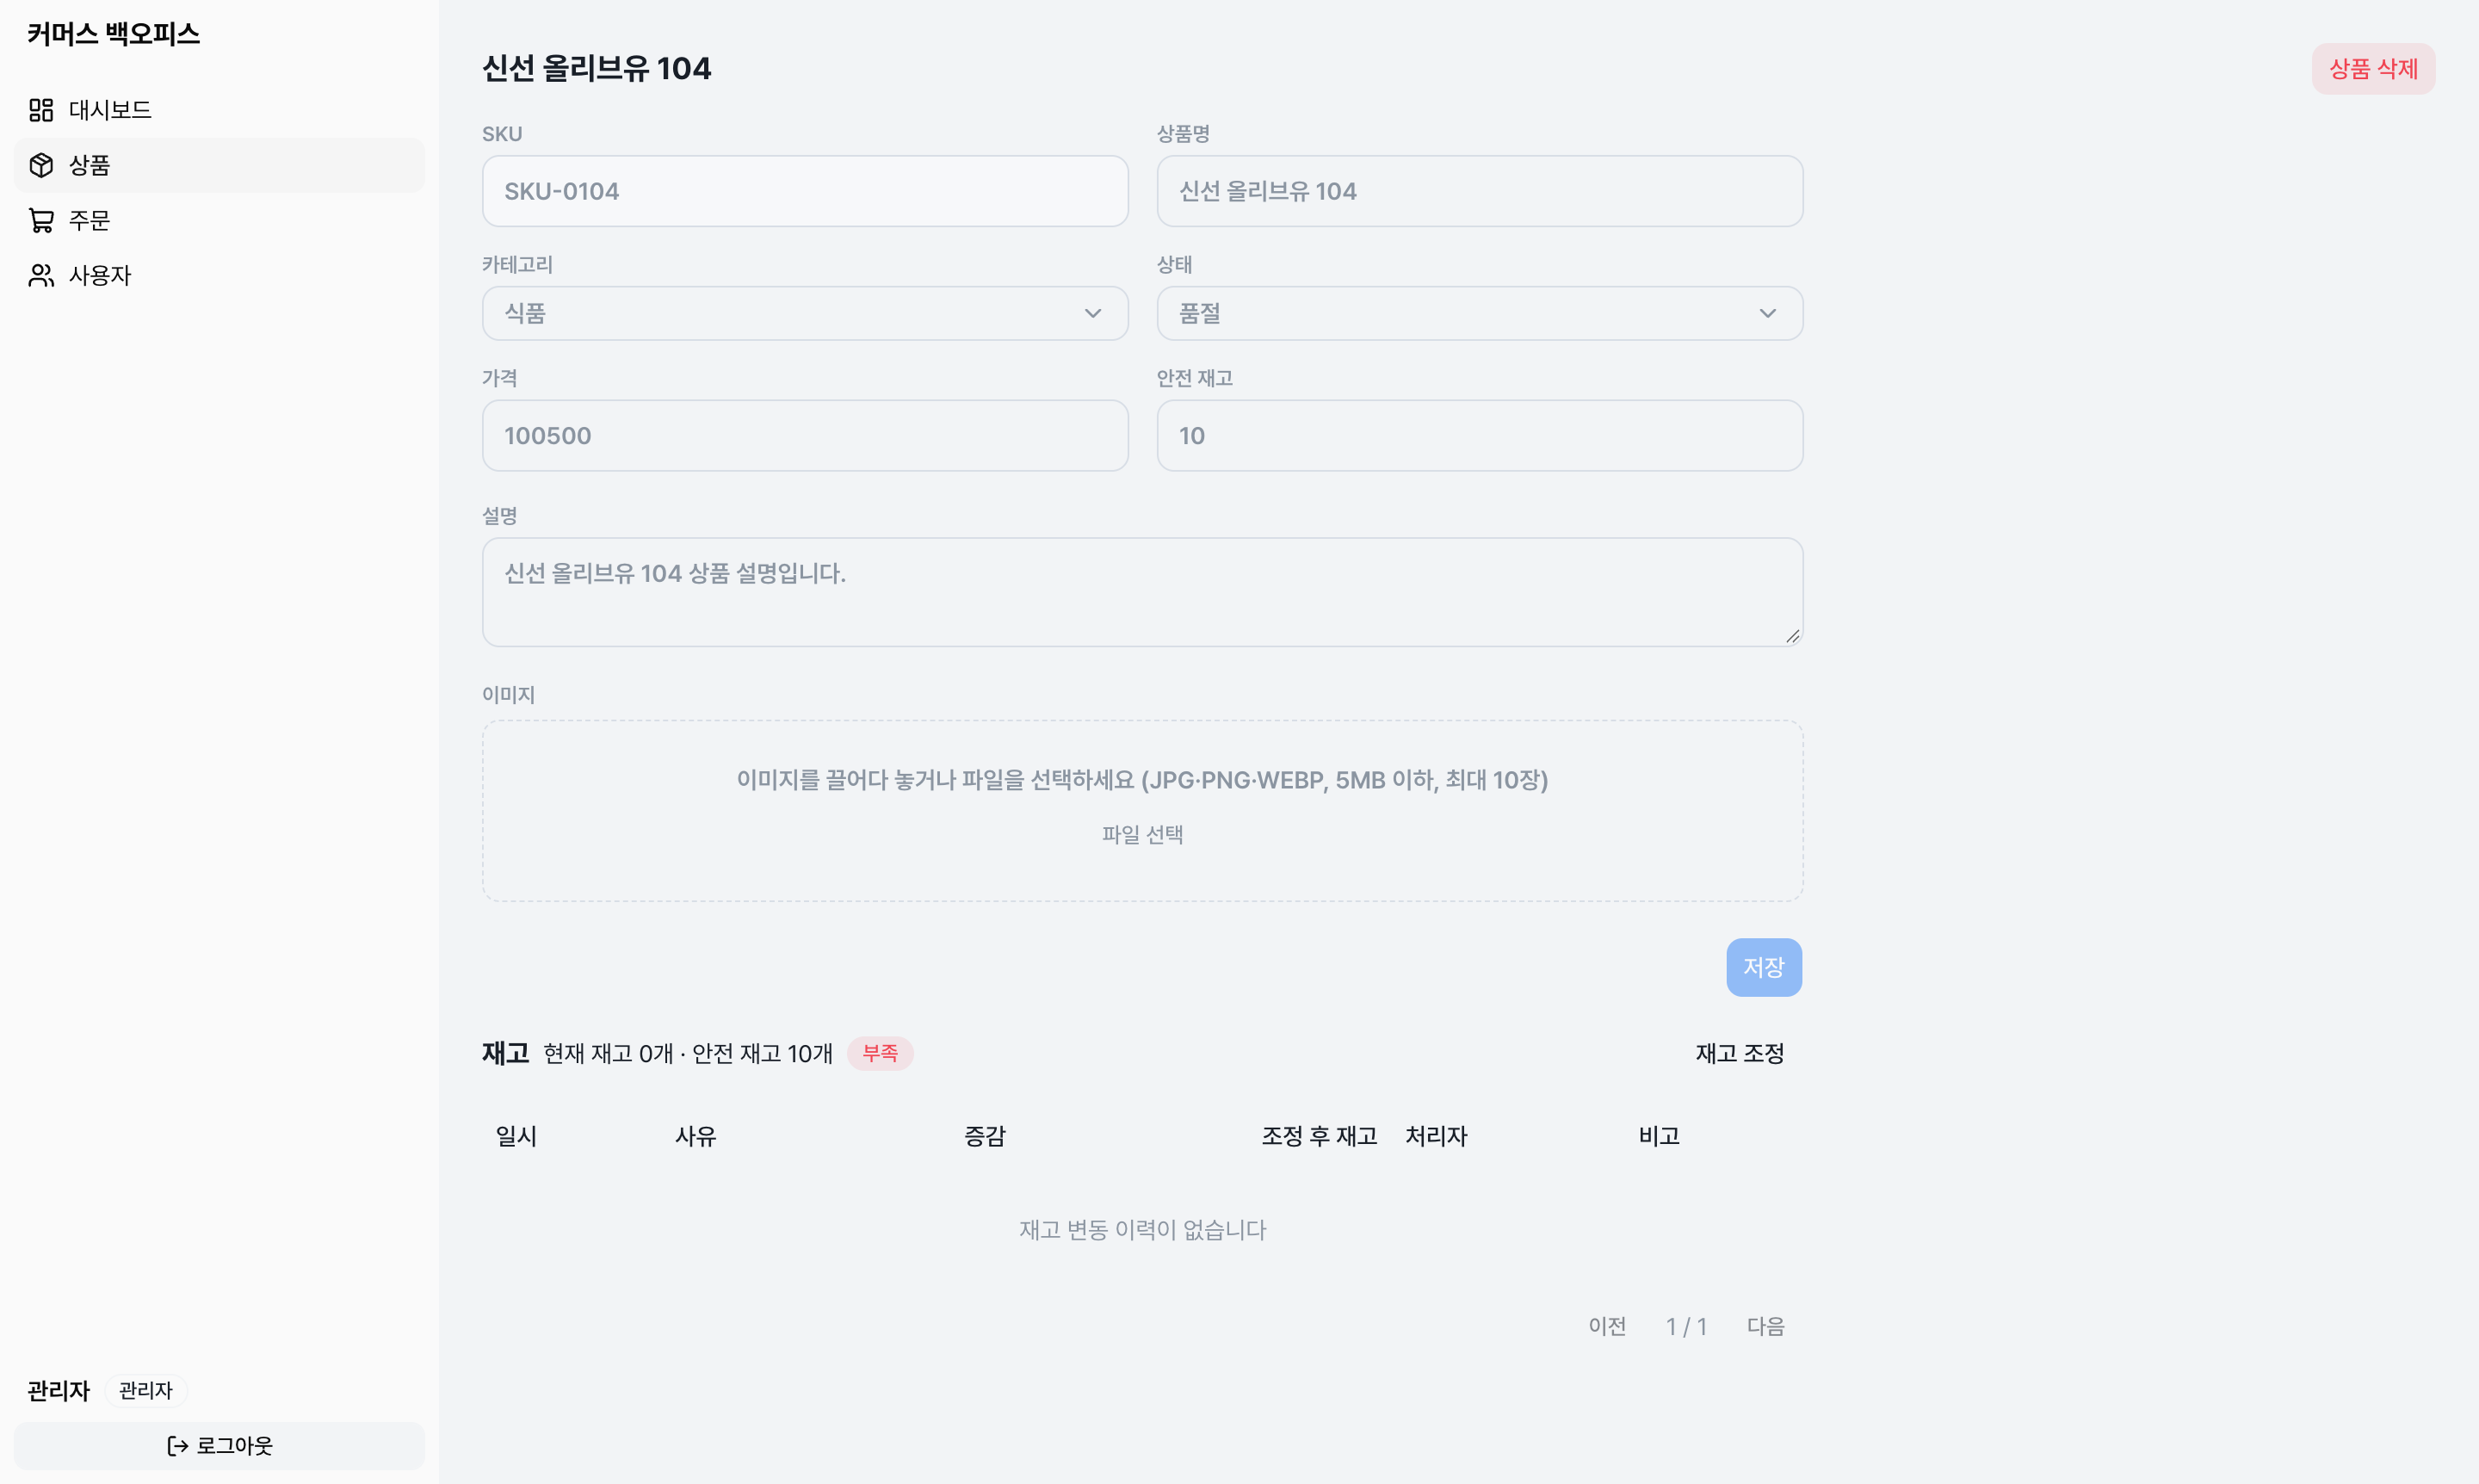 커머스 백오피스
대시보드
상품
주문
사용자
관리자 관리자
로그아웃
신선 올리브유 104
상품 삭제
SKU
SKU-0104
상품명
신선 올리브유 104
카테고리
식품
상태
품절
가격
100500
안전 재고
10
설명
신선 올리브유 104 상품 설명입니다.
이미지
이미지를 끌어다 놓거나 파일을 선택하세요 (JPG·PNG·WEBP, 5MB 이하, 최대 10장)
파일 선택
저장
재고 현재 재고 0개 · 안전 재고 10개 부족
재고 조정
일시 사유 증감 조정 후 재고 처리자 비고
재고 변동 이력이 없습니다
이전 1 / 1 다음